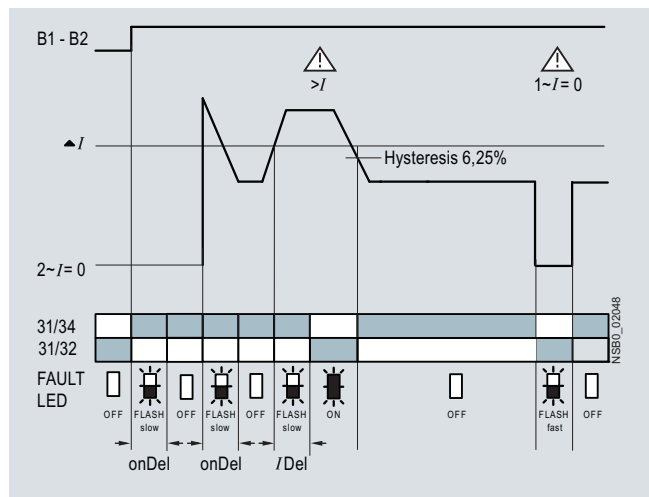 B1 - B2
>I
1~I = 0
▲ I
Hysteresis 6,25%
2~I = 0
31/34
31/32
NSB0_02048
FAULT
LED
OFF
FLASH
slow
OFF
FLASH
slow
OFF
FLASH
slow
ON
OFF
FLASH
fast
OFF
onDel
onDel
I Del